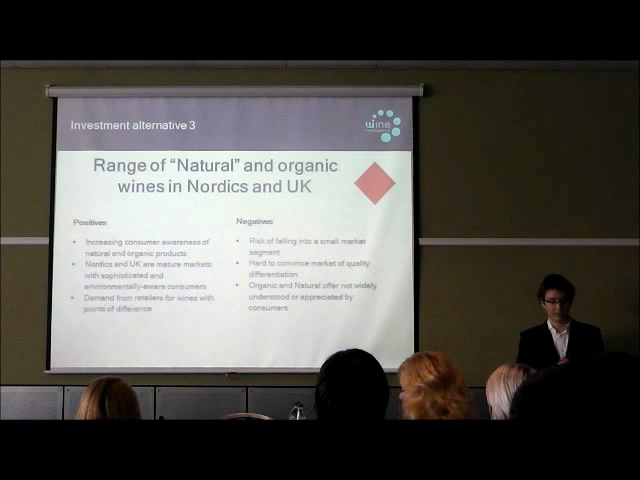 Investment alternative 3
wine
Range of “Natural” and organic
wines in Nordics and UK
Positives
• Increasing consumer awareness of
natural and organic products
• Nordics and UK are mature markets
with sophisticated and
environmentally-aware consumers
• Demand from retailers for wines with
points of difference
Negatives
• Risk of falling into a small market
segment
• Hard to convince market of quality
differentiation
• Organic and Natural offer not widely
understood or appreciated by
consumers